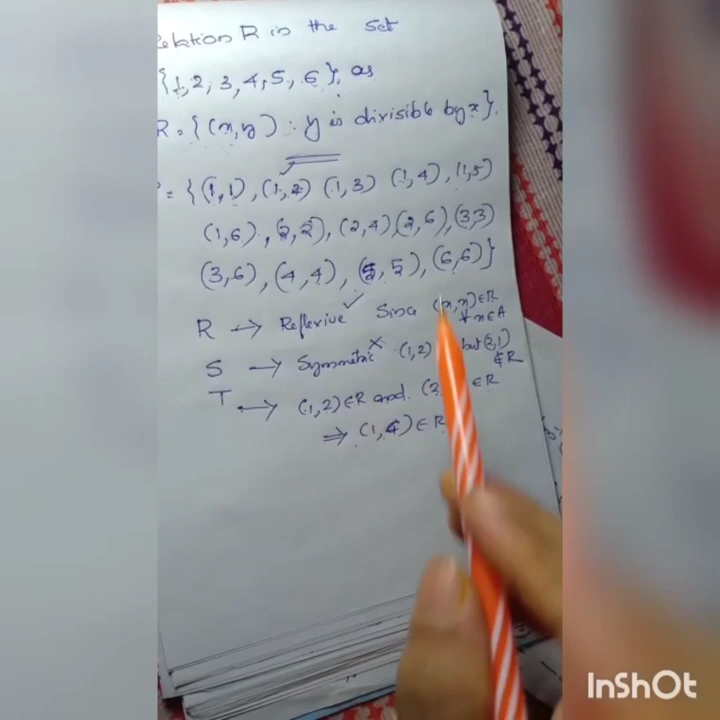 Relation R in the set
{1, 2, 3, 4, 5, 6}, as
R = {(x, y) : y is divisible by x}.
= {(1,1), (1,2) (1,3) (1,4), (1,5)
(1,6), (2,2), (2,4) (2,6), (3,3)
(3,6), (4,4), (5,5), (6,6)}
R → Reflexive ✓ Since (x,x)∈R
∀ x∈A
S → Symmetric × (1,2) but (2,1)
∉R
T → (1,2)∈R and (2, ∈R
⇒ (1,4)∈R
InShOt